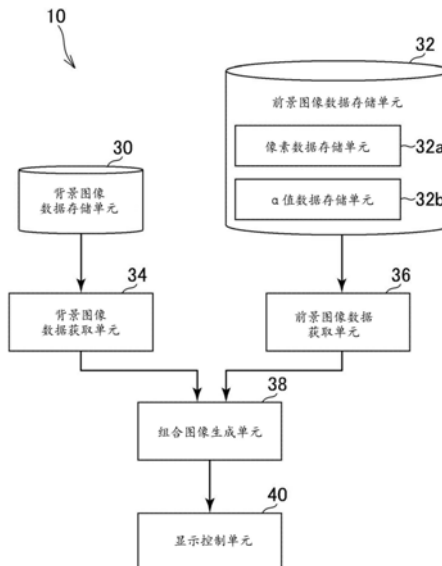 10
32
前景图像数据存储单元
像素数据存储单元
32a
30
背景图像
数据存储单元
α值数据存储单元
32b
34
背景图像
数据获取单元
36
前景图像数据
获取单元
38
组合图像生成单元
40
显示控制单元